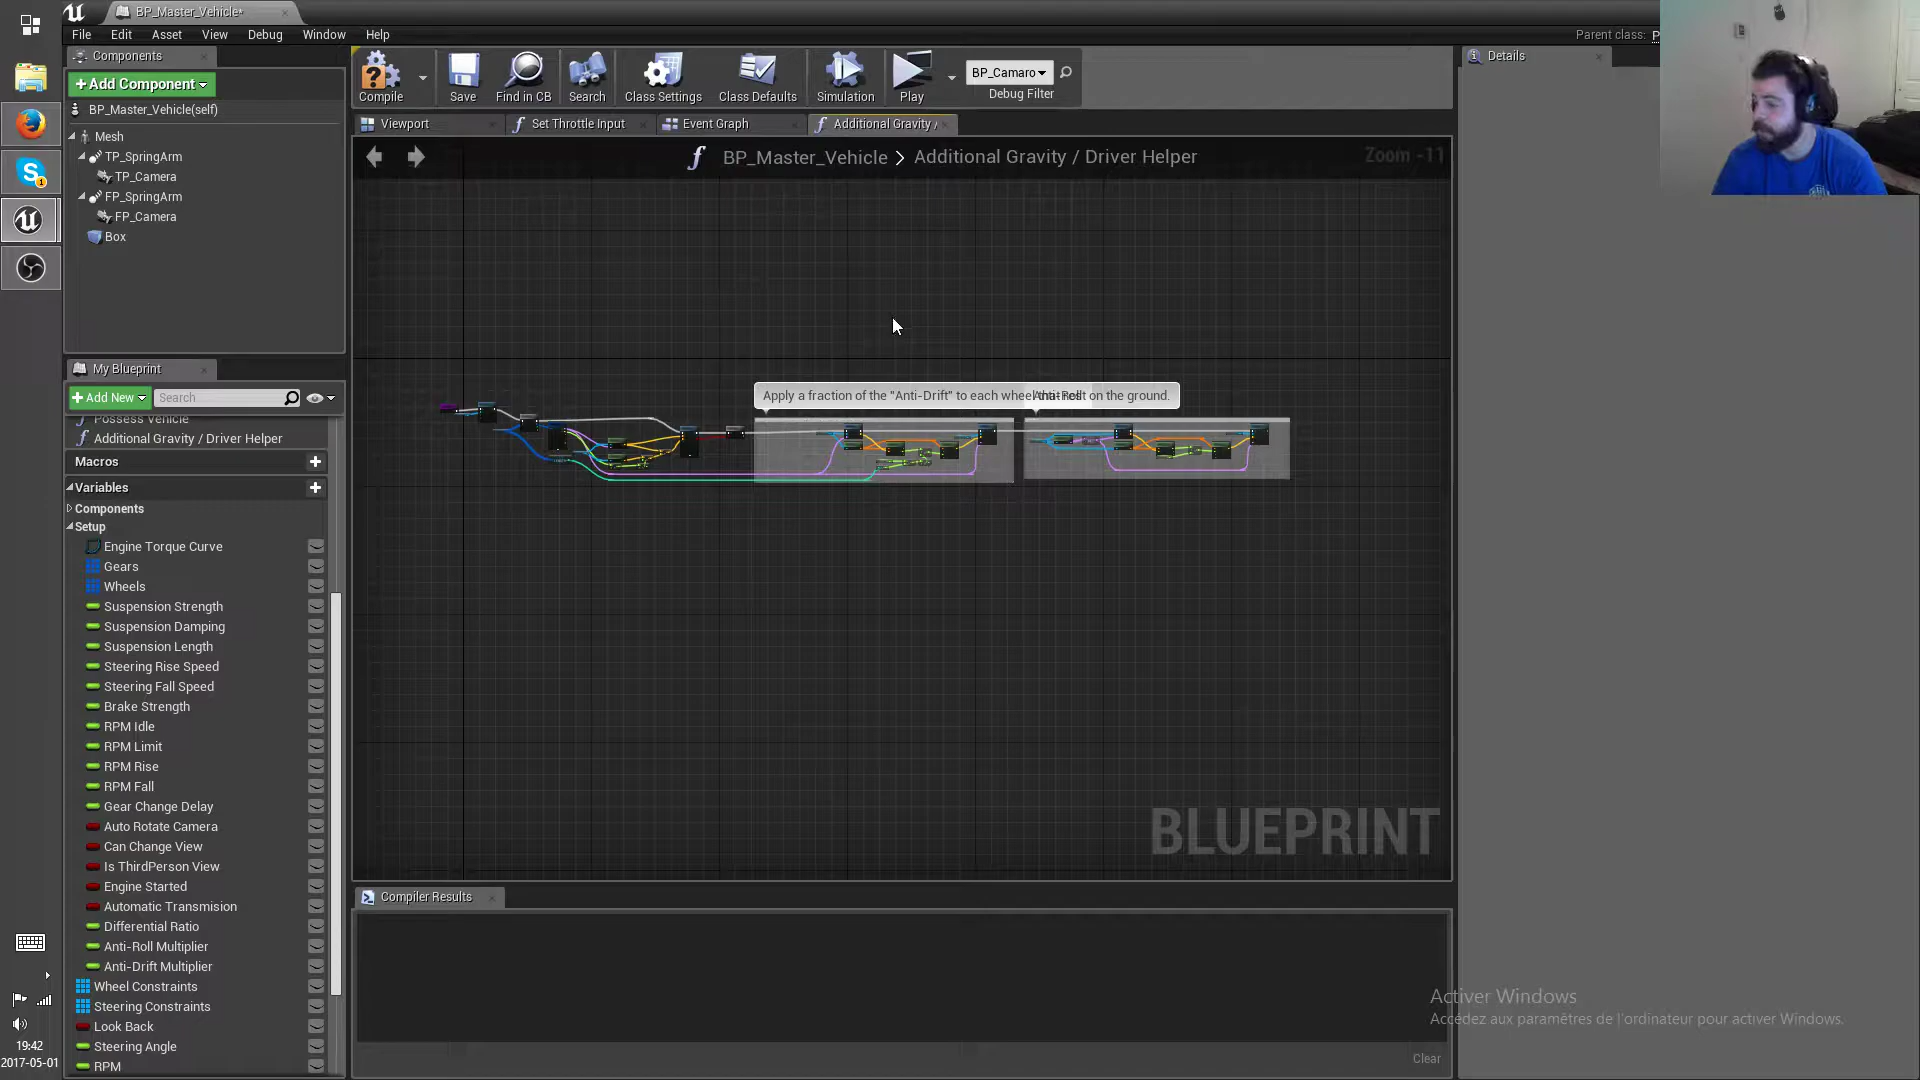 BP_Master_Vehicle*
File Edit Asset View Debug Window Help
Parent class:
Components
Add Component
BP_Master_Vehicle(self)
Mesh
TP_SpringArm
TP_Camera
FP_SpringArm
FP_Camera
Box
Compile Save Find in CB Search Class Settings Class Defaults Simulation Play
BP_Camaro
Debug Filter
Details
Viewport Set Throttle Input Event Graph Additional Gravity /
BP_Master_Vehicle > Additional Gravity / Driver Helper
Zoom -11
Apply a fraction of the "Anti-Drift" to each wheel that rest on the ground.
Anti-Roll
BLUEPRINT
My Blueprint
Add New Search
Possess Vehicle
Additional Gravity / Driver Helper
Macros
Variables
Components
Setup
Engine Torque Curve
Gears
Wheels
Suspension Strength
Suspension Damping
Suspension Length
Steering Rise Speed
Steering Fall Speed
Brake Strength
RPM Idle
RPM Limit
RPM Rise
RPM Fall
Gear Change Delay
Auto Rotate Camera
Can Change View
Is ThirdPerson View
Engine Started
Automatic Transmision
Differential Ratio
Anti-Roll Multiplier
Anti-Drift Multiplier
Wheel Constraints
Steering Constraints
Look Back
Steering Angle
RPM
Compiler Results
Clear
Activer Windows
Accédez aux paramètres de l'ordinateur pour activer Windows.
19:42
2017-05-01